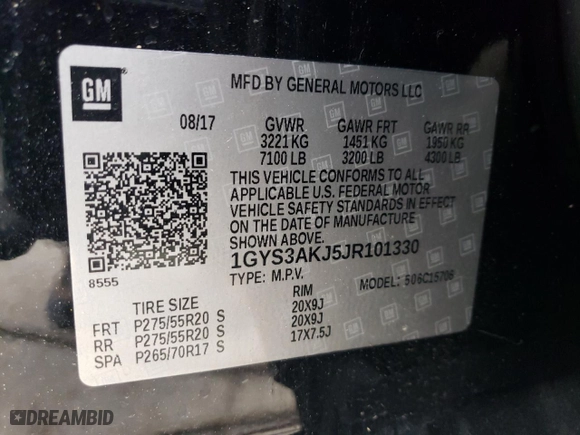 GM
MFD BY GENERAL MOTORS LLC
08/17 GVWR GAWR FRT GAWR RR
3221 KG 1451 KG 1950 KG
7100 LB 3200 LB 4300 LB
THIS VEHICLE CONFORMS TO ALL
APPLICABLE U.S. FEDERAL MOTOR
VEHICLE SAFETY STANDARDS IN EFFECT
ON THE DATE OF MANUFACTURE
SHOWN ABOVE.
1GYS3AKJ5JR101330
8555 TYPE: M.P.V. MODEL: 506C15706
TIRE SIZE RIM
FRT P275/55R20 S 20X9J
RR P275/55R20 S 20X9J
SPA P265/70R17 S 17X7.5J
DREAMBID